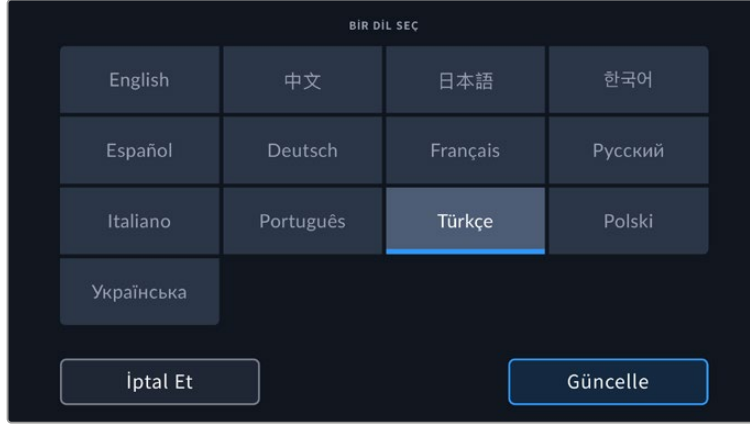 BİR DİL SEÇ
English 中文 日本語 한국어
Español Deutsch Français Русский
Italiano Português Türkçe Polski
Українська
İptal Et Güncelle